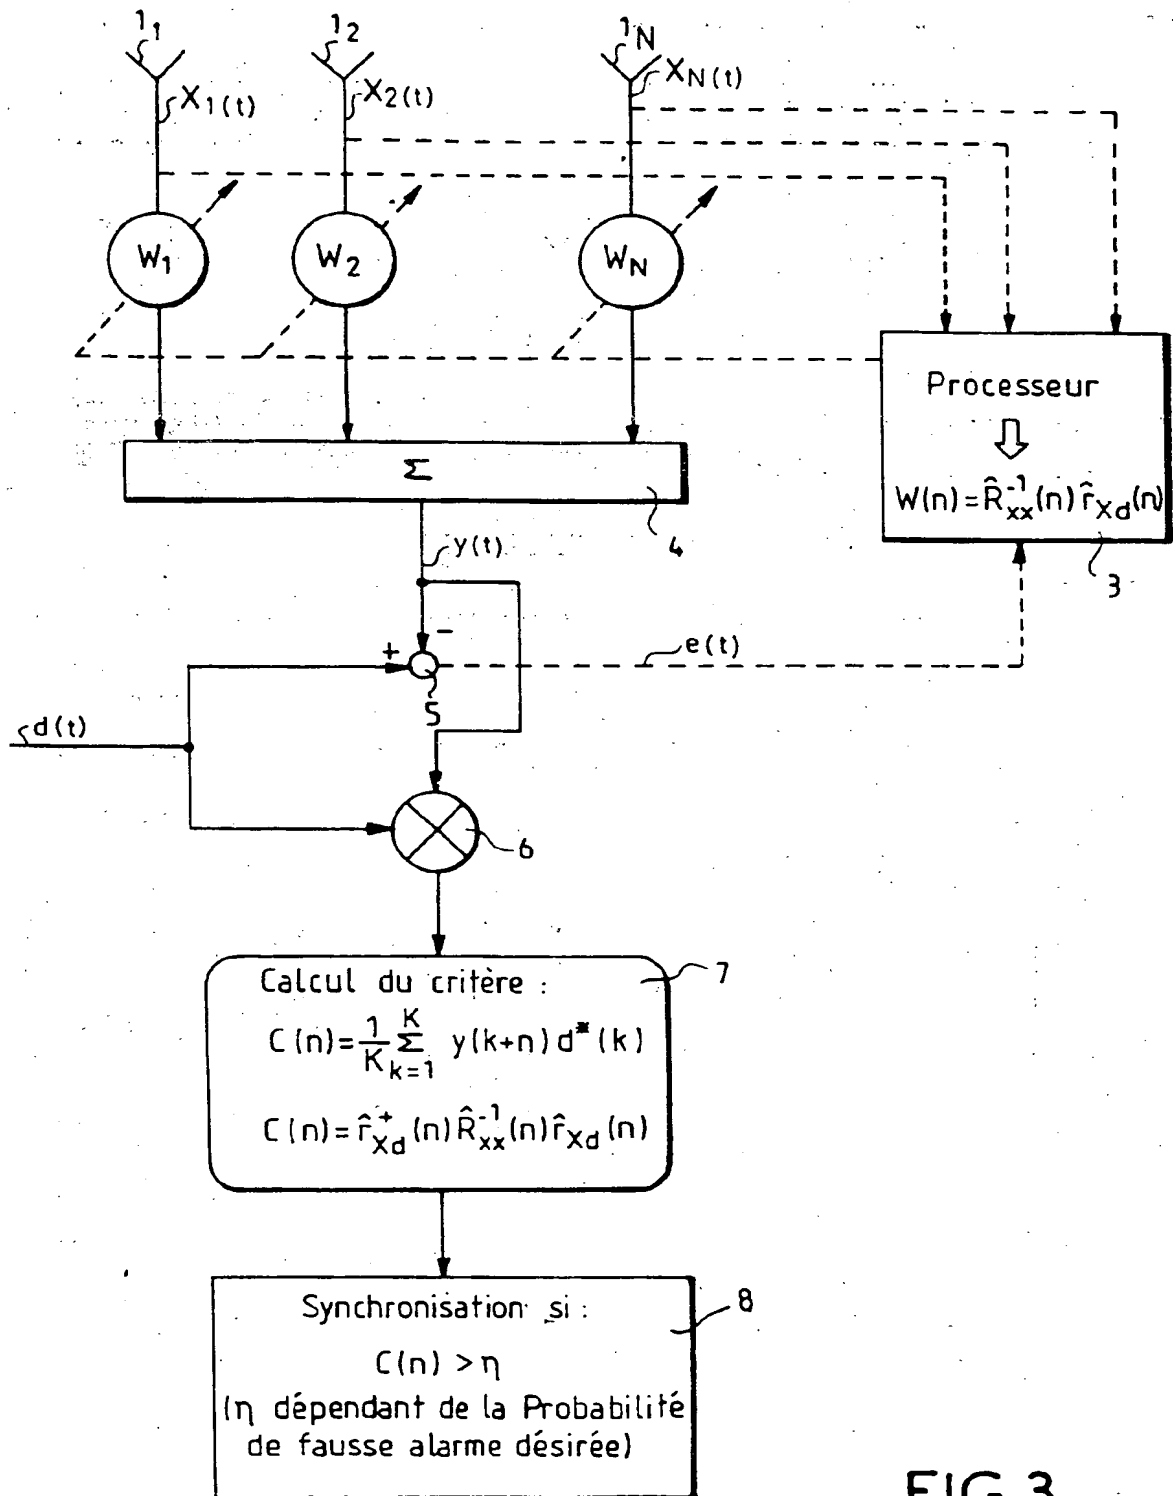 1₁ 1₂ 1N
X₁(t) X₂(t) XN(t)
W₁ W₂ WN
Processeur
⇩
W(n)=R̂xx⁻¹(n) r̂Xd(n)
3
Σ
4
y(t)
-
+
e(t)
5
d(t)
6
7
Calcul du critère :
C(n)=1/K Σ(k=1..K) y(k+n) d*(k)
C(n)=r̂Xd⁺(n) R̂xx⁻¹(n) r̂Xd(n)
8
Synchronisation si :
C(n) >η
(η dépendant de la Probabilité
de fausse alarme désirée)
FIG.3